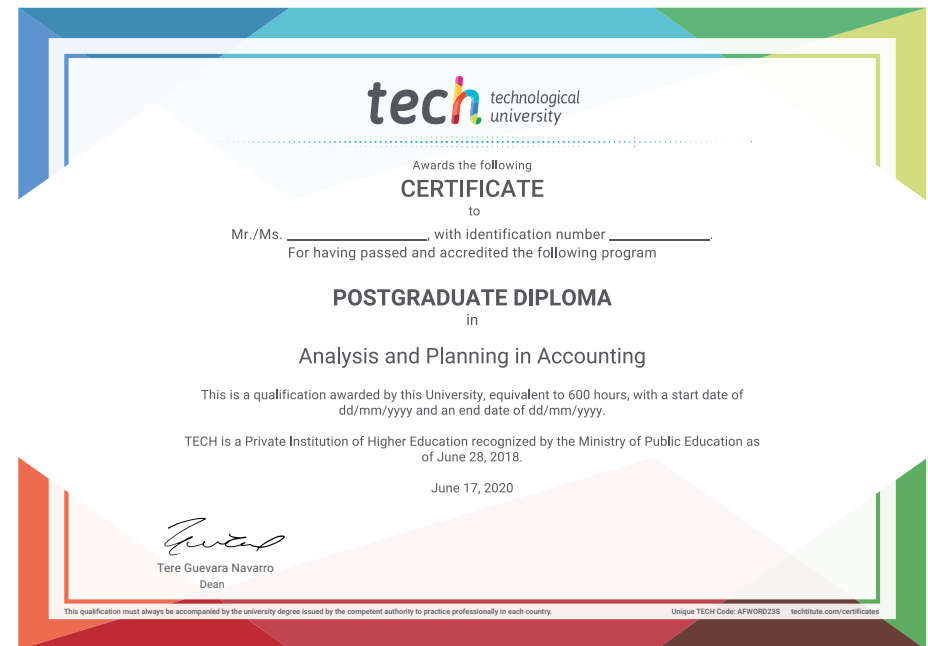 tech technological
university
Awards the following
CERTIFICATE
to
Mr./Ms. ____________________, with identification number ______________.
For having passed and accredited the following program
POSTGRADUATE DIPLOMA
in
Analysis and Planning in Accounting
This is a qualification awarded by this University, equivalent to 600 hours, with a start date of
dd/mm/yyyy and an end date of dd/mm/yyyy.
TECH is a Private Institution of Higher Education recognized by the Ministry of Public Education as
of June 28, 2018.
June 17, 2020
Tere Guevara Navarro
Dean
This qualification must always be accompanied by the university degree issued by the competent authority to practice professionally in each country. Unique TECH Code: AFWORD23S techtitute.com/certificates